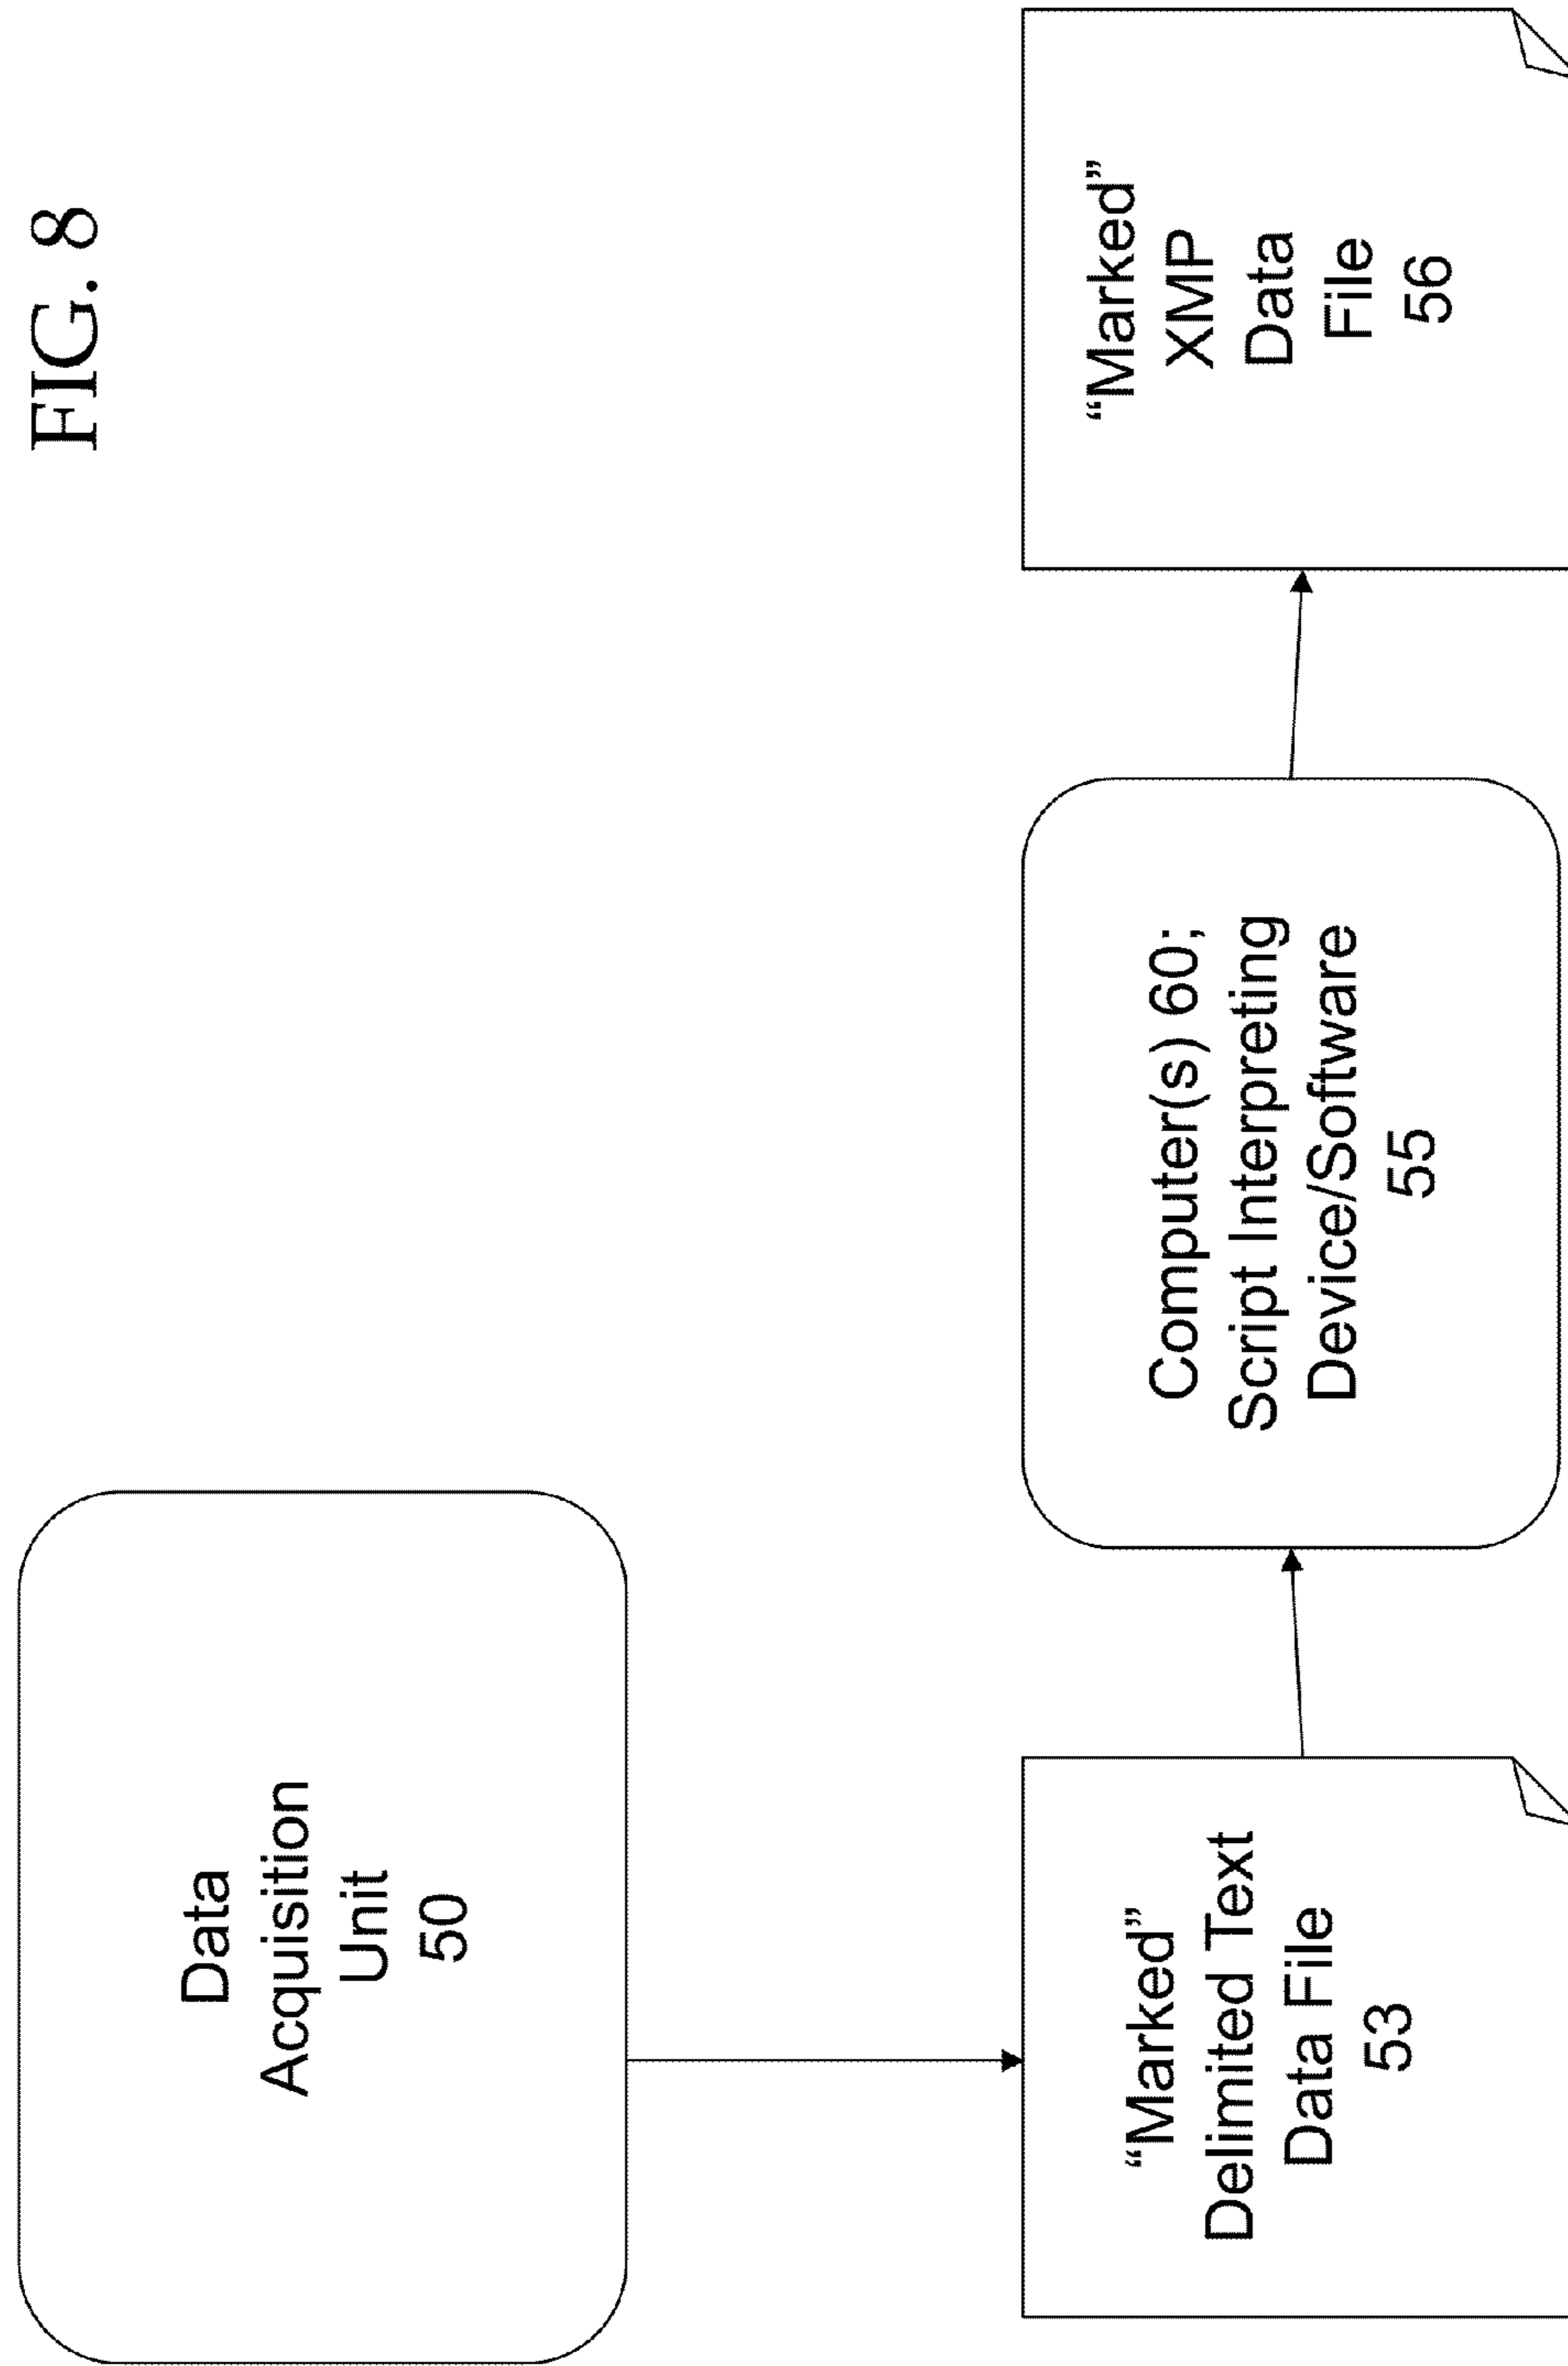 FIG. 8
Data
Acquisition
Unit
50
“Marked”
Delimited Text
Data File
53
Computer(s) 60;
Script Interpreting
Device/Software
55
“Marked”
XMP
Data
File
56